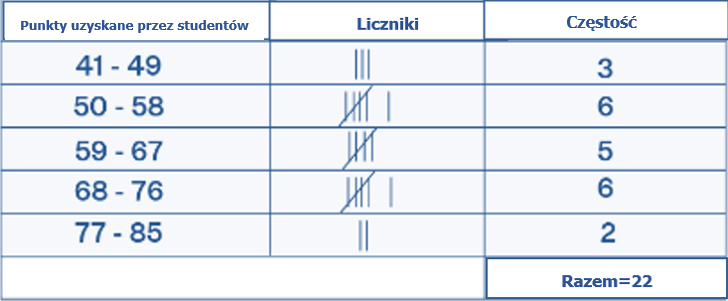 Punkty uzyskane przez studentów Liczniki Częstość
41 - 49 3
50 - 58 6
59 - 67 5
68 - 76 6
77 - 85 2
Razem=22